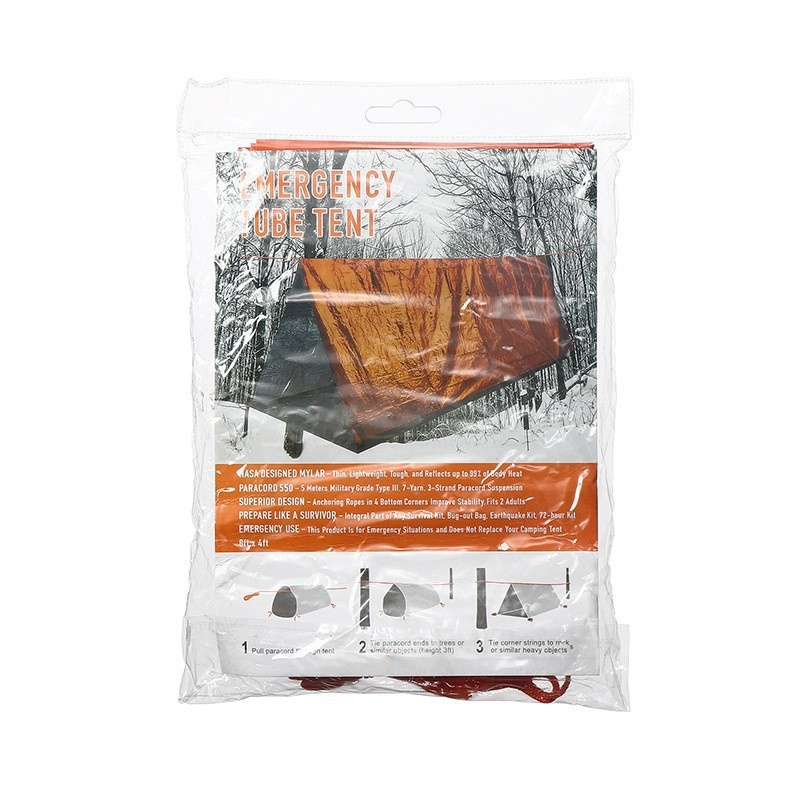 EMERGENCY
TUBE TENT
NASA DESIGNED MYLAR – Thin, Lightweight, Tough, and Reflects up to 99% of Body Heat
PARACORD 550 – 5 Meters Military Grade Type III, 7-Yarn, 3-Strand Paracord Suspension
SUPERIOR DESIGN – Anchoring Ropes in 4 Bottom Corners Improve Stability, Fits 2 Adults
PREPARE LIKE A SURVIVOR – Integral Part of Any Survival Kit, Bug-out Bag, Earthquake Kit, 72-hour Kit
EMERGENCY USE – This Product Is for Emergency Situations and Does Not Replace Your Camping Tent
8ft x 4ft
1 Pull paracord through tent
2 Tie paracord ends to trees or
similar objects (height 3ft)
3 Tie corner strings to rocks
or similar heavy objects